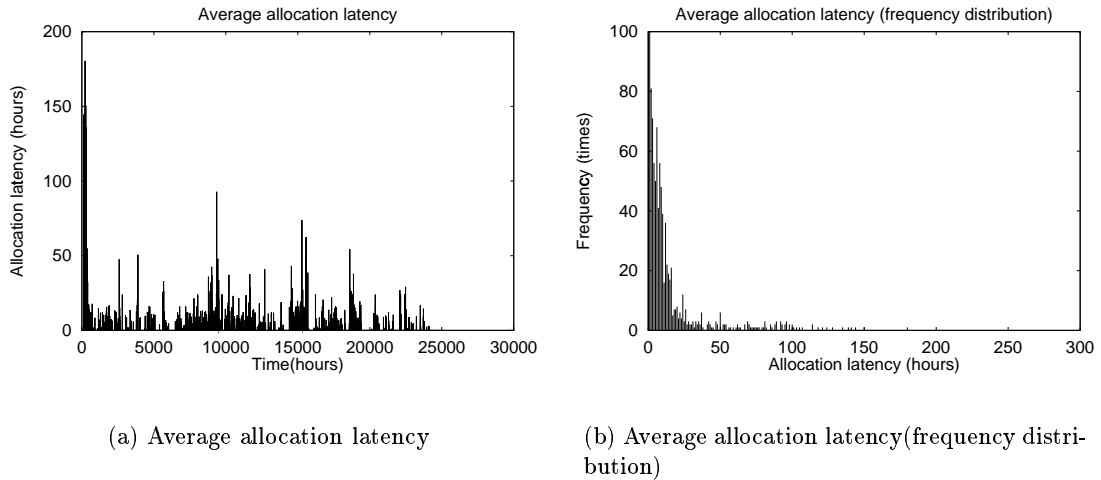 Average allocation latency
200
150
100
50
0
Allocation latency (hours)
0 5000 10000 15000 20000 25000 30000
Time(hours)
(a) Average allocation latency
Average allocation latency (frequency distribution)
100
80
60
40
20
0
Frequency (times)
0 50 100 150 200 250 300
Allocation latency (hours)
(b) Average allocation latency(frequency distri-
bution)